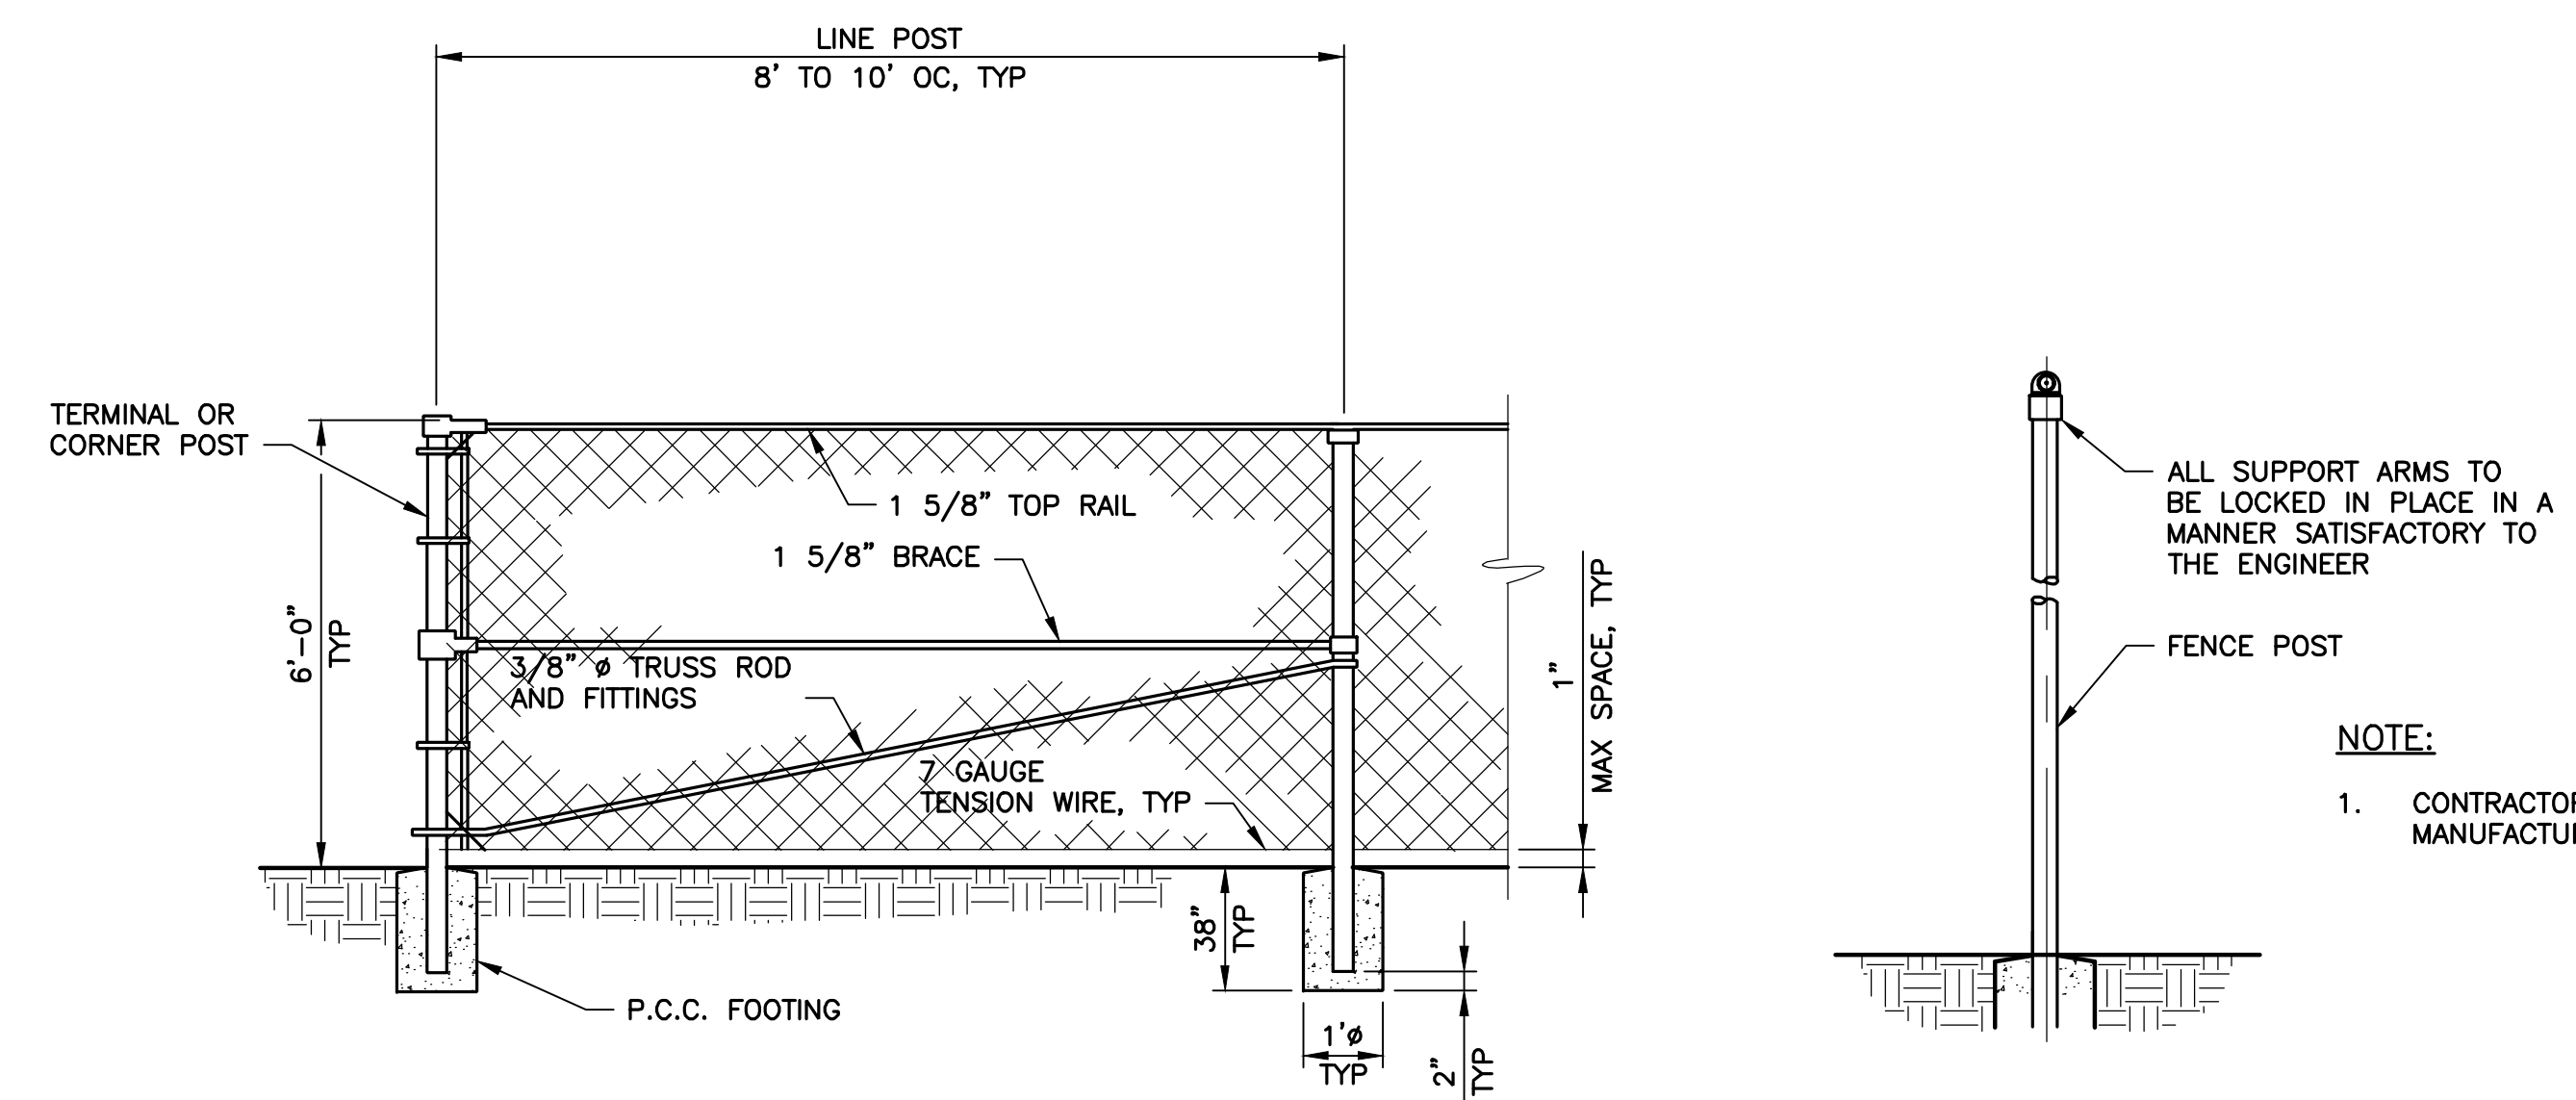 LINE POST
8' TO 10' OC, TYP
TERMINAL OR
CORNER POST
1 5/8" TOP RAIL
1 5/8" BRACE
6'-0"
TYP
3/8" ø TRUSS ROD
AND FITTINGS
7 GAUGE
TENSION WIRE, TYP
1"
MAX SPACE, TYP
38"
TYP
P.C.C. FOOTING
1'ø
TYP
2"
TYP
ALL SUPPORT ARMS TO
BE LOCKED IN PLACE IN A
MANNER SATISFACTORY TO
THE ENGINEER
FENCE POST
NOTE:
1.